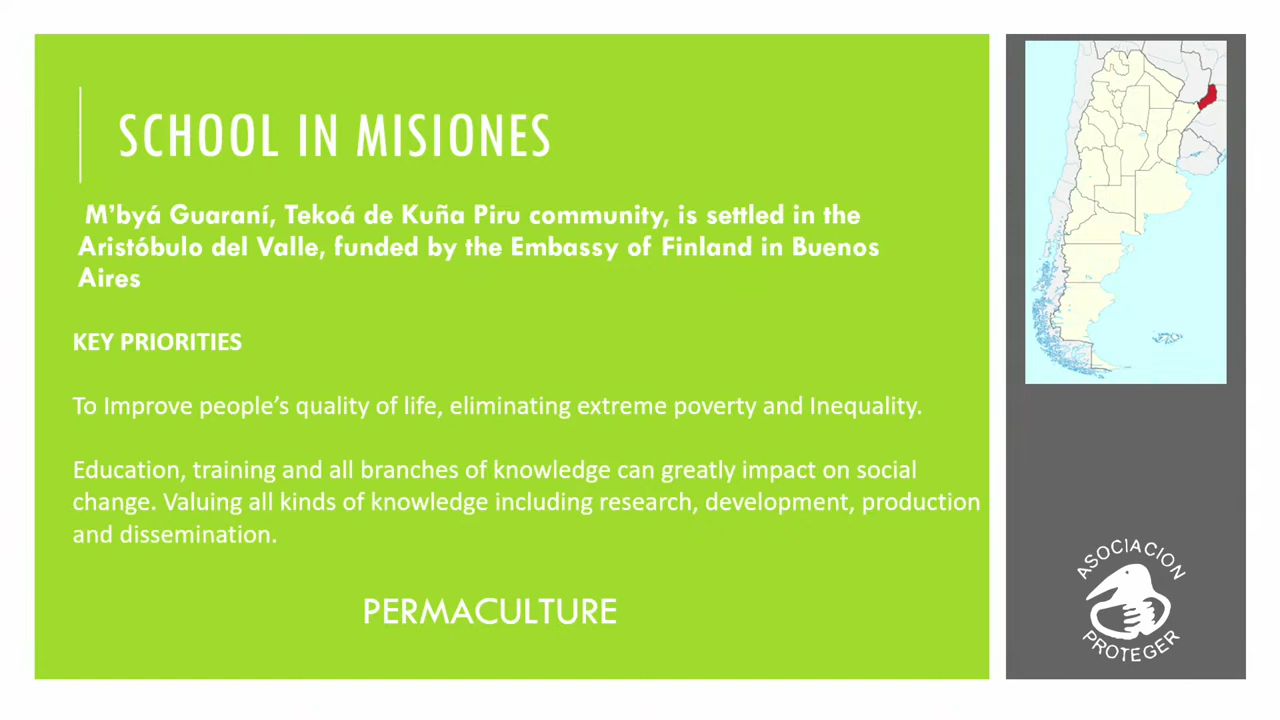 SCHOOL IN MISIONES
M’byá Guaraní, Tekoá de Kuña Piru community, is settled in the
Aristóbulo del Valle, funded by the Embassy of Finland in Buenos
Aires
KEY PRIORITIES
To Improve people’s quality of life, eliminating extreme poverty and Inequality.
Education, training and all branches of knowledge can greatly impact on social
change. Valuing all kinds of knowledge including research, development, production
and dissemination.
PERMACULTURE
ASOCIACION
PROTEGER